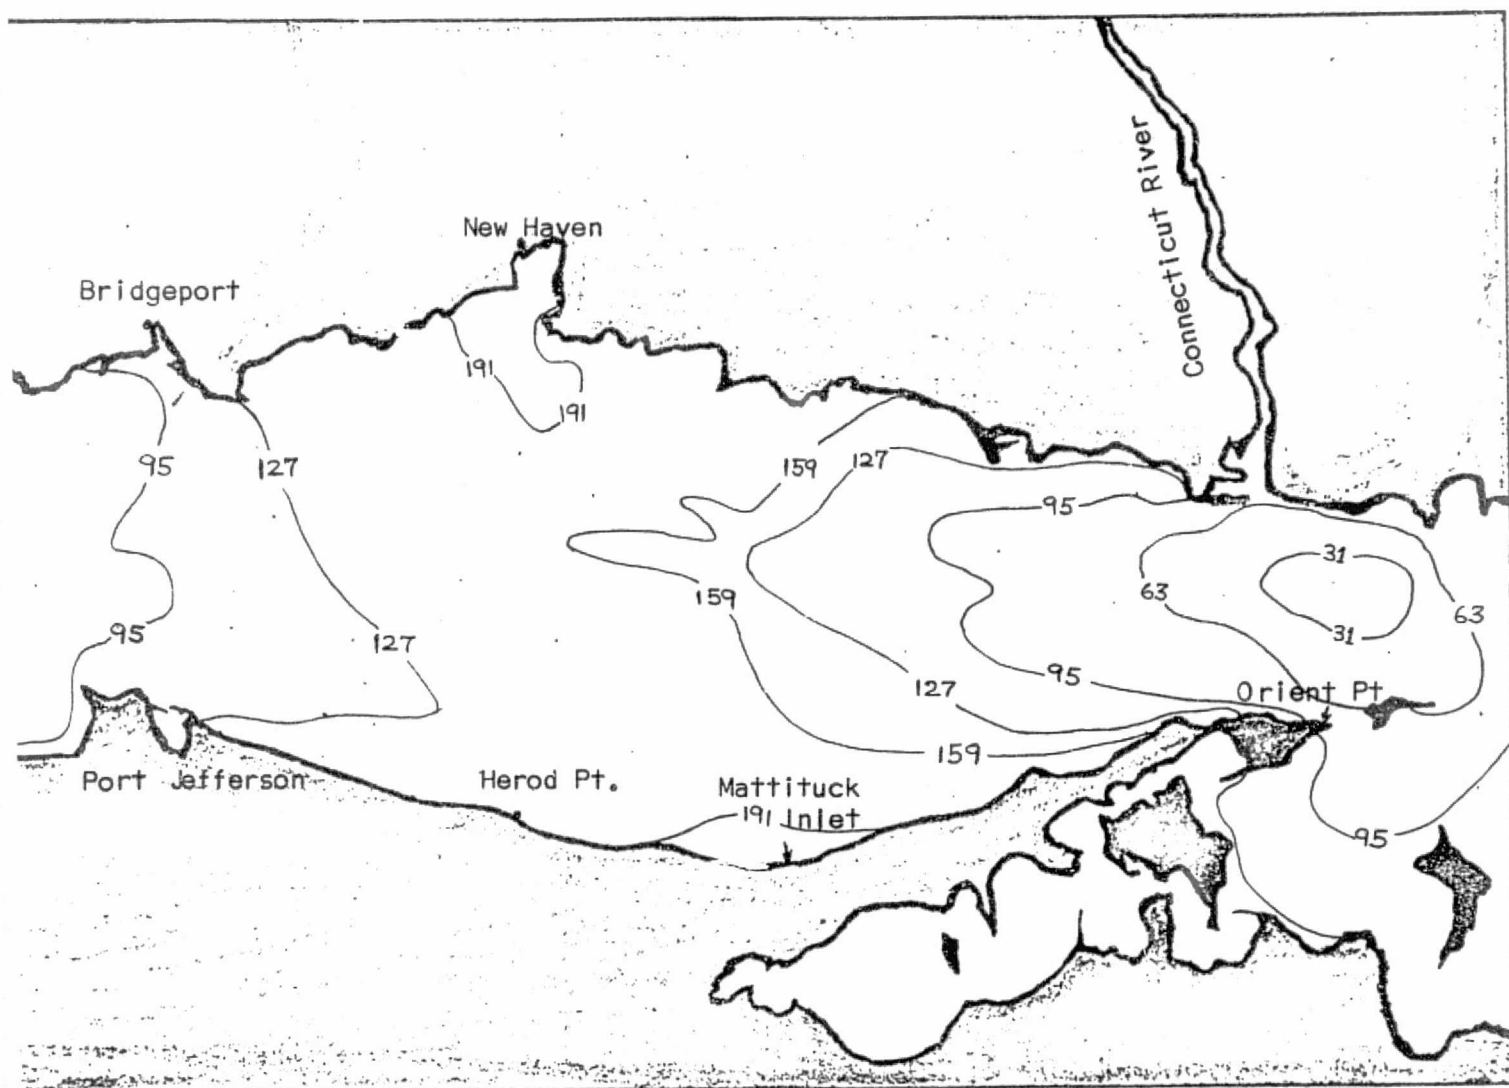 Connecticut River
New Haven
Bridgeport
191
191
95
127
159
127
95
31
63
159
63
95
127
31
95
127
Orient Pt
159
Port Jefferson
Herod Pt.
Mattituck
191 Inlet
95